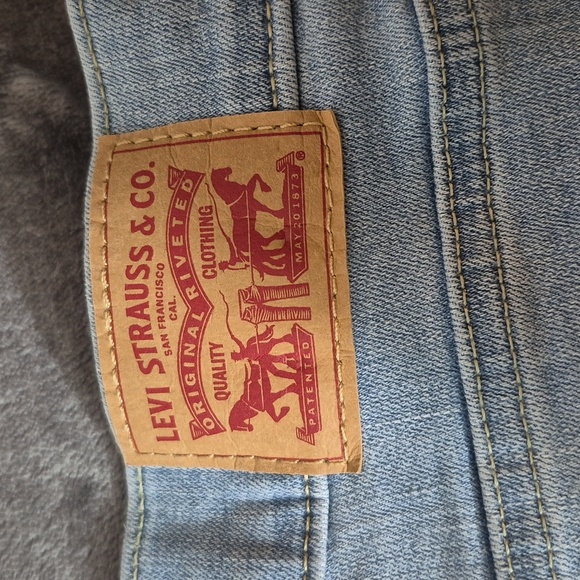 LEVI STRAUSS & CO.
SAN FRANCISCO
CAL.
ORIGINAL RIVETED
QUALITY CLOTHING
PATENTED MAY 20 1873 ®